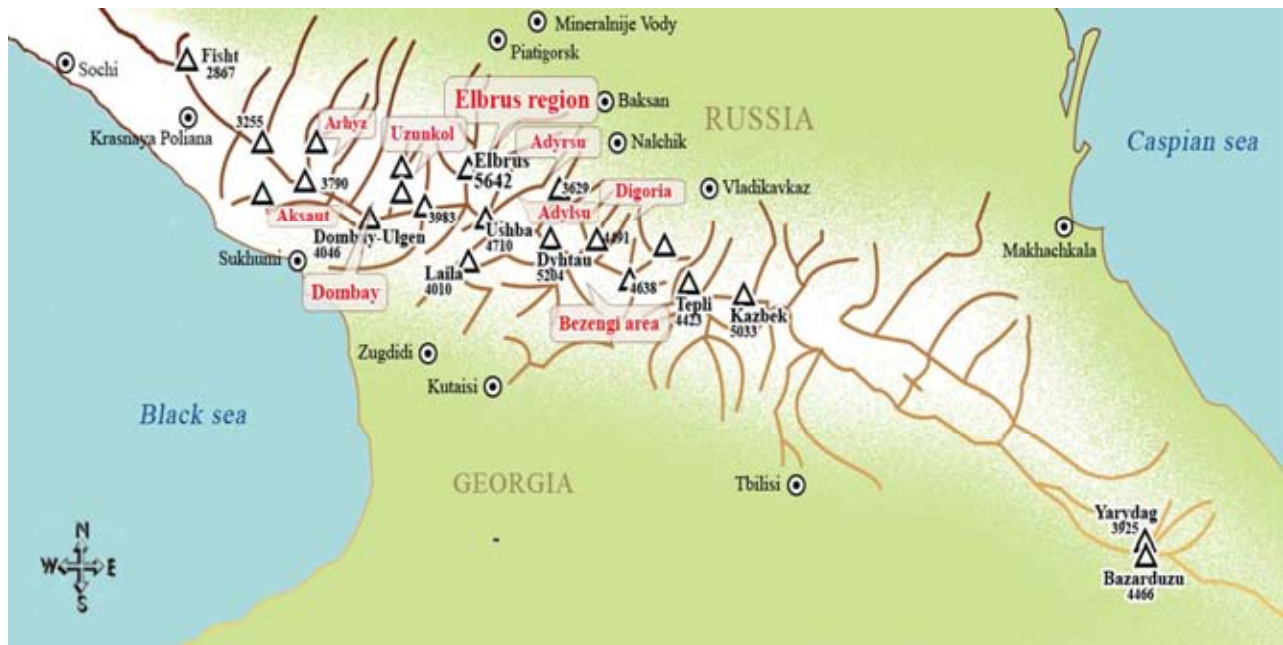 Mineralnije Vody
Piatigorsk
Fisht
2867
Sochi
Elbrus region
Baksan
RUSSIA
Caspian sea
Krasnaya Poliana
3255
Arhyz
Uzunkol
Adyrsu
Nalchik
Elbrus
5642
3790
3629
Digoria
Vladikavkaz
Aksaut
3983
Adylsu
Dombay-Ulgen
4046
Ushba
4710
4491
Makhachkala
Sukhumi
Laila
4010
Dyhtau
5204
4638
Dombay
Tepli
4423
Kazbek
5033
Bezengi area
Zugdidi
Kutaisi
Black sea
GEORGIA
Tbilisi
Yarydag
3925
Bazarduzu
4466
N
W E
S